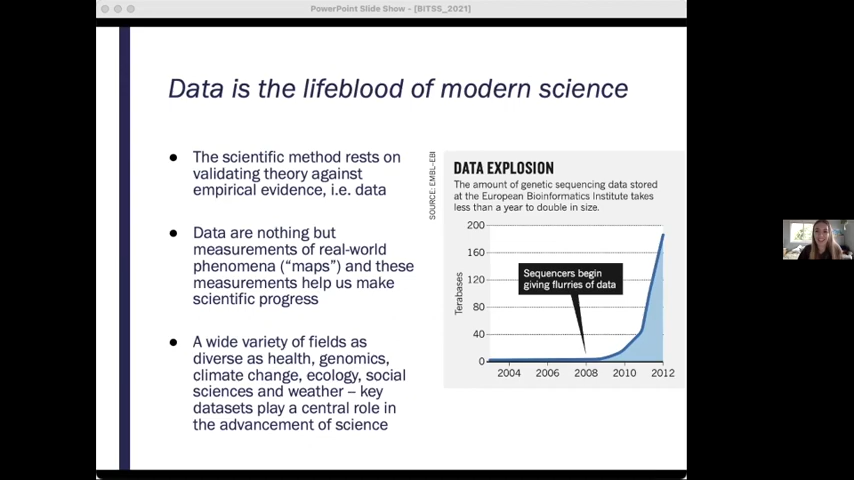 PowerPoint Slide Show - [BITSS_2021]
Data is the lifeblood of modern science
● The scientific method rests on
validating theory against
empirical evidence, i.e. data
● Data are nothing but
measurements of real-world
phenomena (“maps”) and these
measurements help us make
scientific progress
● A wide variety of fields as
diverse as health, genomics,
climate change, ecology, social
sciences and weather – key
datasets play a central role in
the advancement of science
SOURCE: EMBL–EBI
DATA EXPLOSION
The amount of genetic sequencing data stored
at the European Bioinformatics Institute takes
less than a year to double in size.
200
160
120
80
40
0
Terabases
Sequencers begin
giving flurries of data
2004 2006 2008 2010 2012